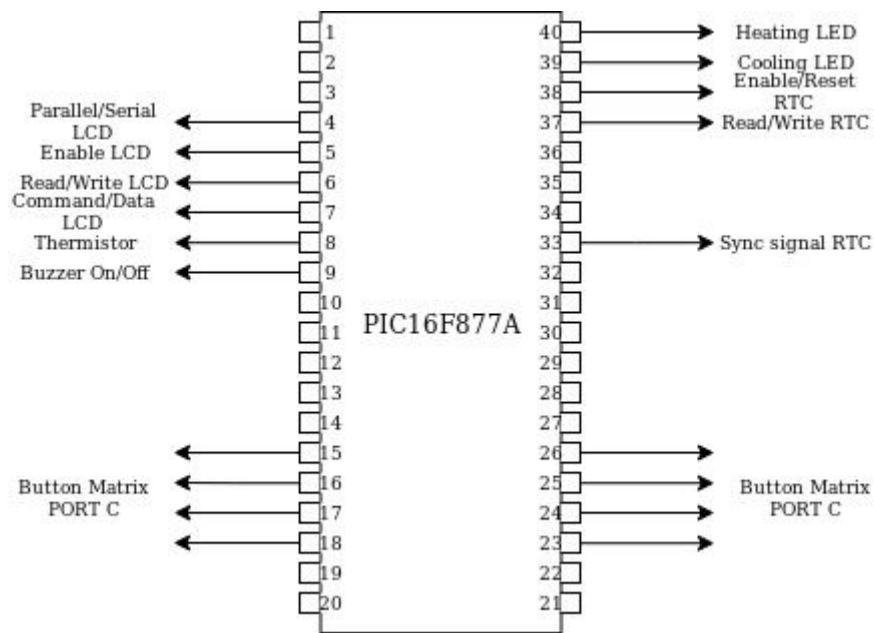 Parallel/Serial
LCD
Enable LCD
Read/Write LCD
Command/Data
LCD
Thermistor
Buzzer On/Off
Button Matrix
PORT C
1
2
3
4
5
6
7
8
9
10
11
12
13
14
15
16
17
18
19
20
PIC16F877A
40
39
38
37
36
35
34
33
32
31
30
29
28
27
26
25
24
23
22
21
Heating LED
Cooling LED
Enable/Reset
RTC
Read/Write RTC
Sync signal RTC
Button Matrix
PORT C